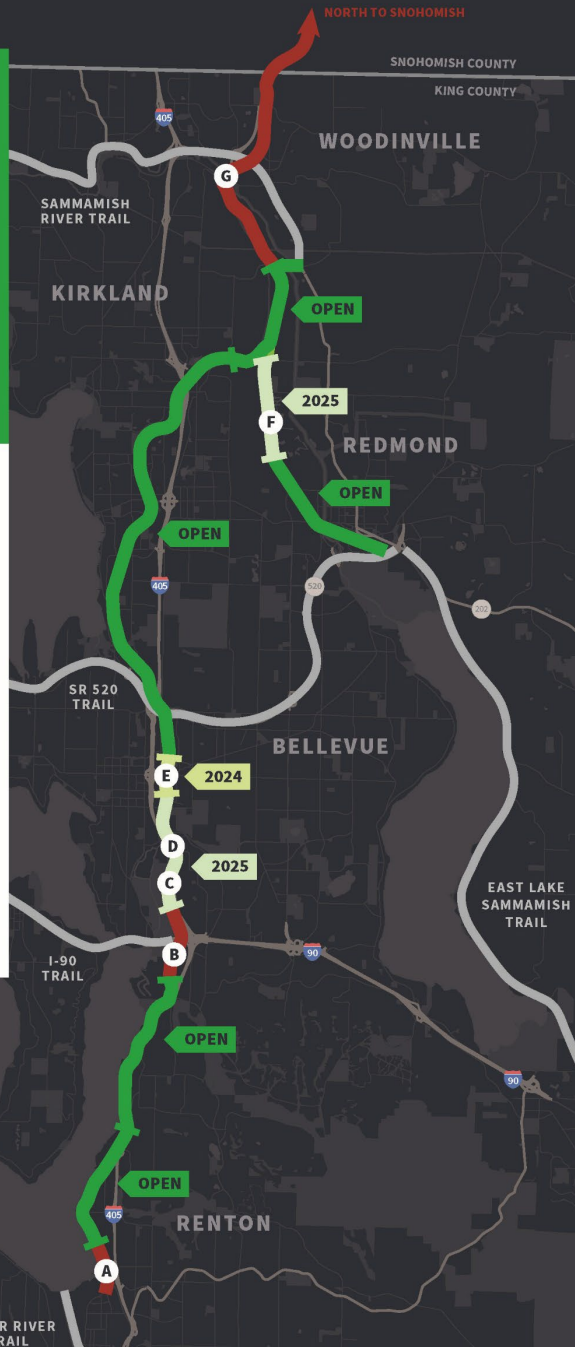 NORTH TO SNOHOMISH
SNOHOMISH COUNTY
KING COUNTY
405
WOODINVILLE
G
SAMMAMISH
RIVER TRAIL
KIRKLAND
OPEN
2025
F
REDMOND
OPEN
OPEN
405
520
202
SR 520
TRAIL
BELLEVUE
E
2024
D
2025
C
EAST LAKE
SAMMAMISH
TRAIL
B
I-90
TRAIL
90
OPEN
90
OPEN
405
RENTON
A
R RIVER
RAIL